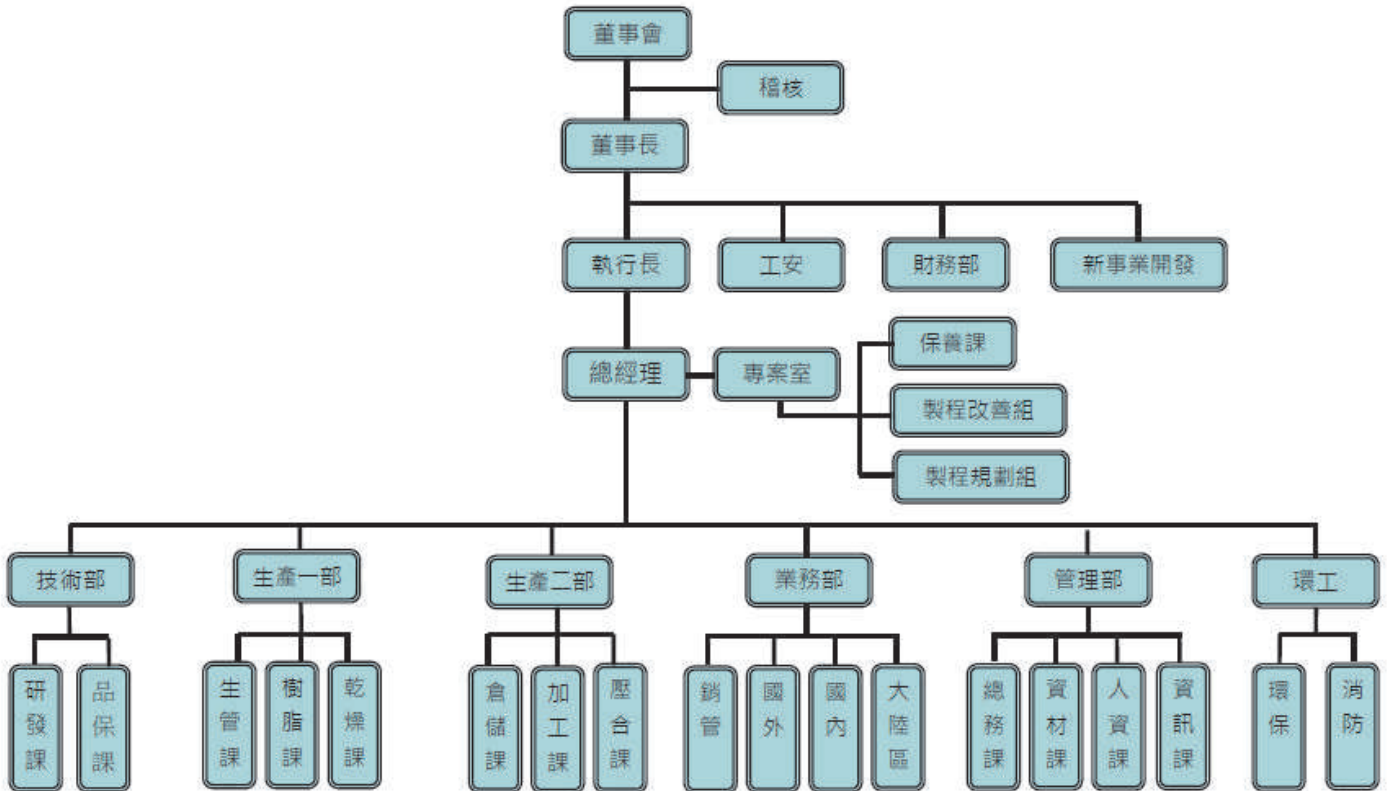 董事會
稽核
董事長
執行長
工安
財務部
新事業開發
總經理
專案室
保養課
製程改善組
製程規劃組
技術部
生產一部
生產二部
業務部
管理部
環工
研發課
品保課
生管課
樹脂課
乾燥課
倉儲課
加工課
壓合課
銷管
國外
國內
大陸區
總務課
資材課
人資課
資訊課
環保
消防